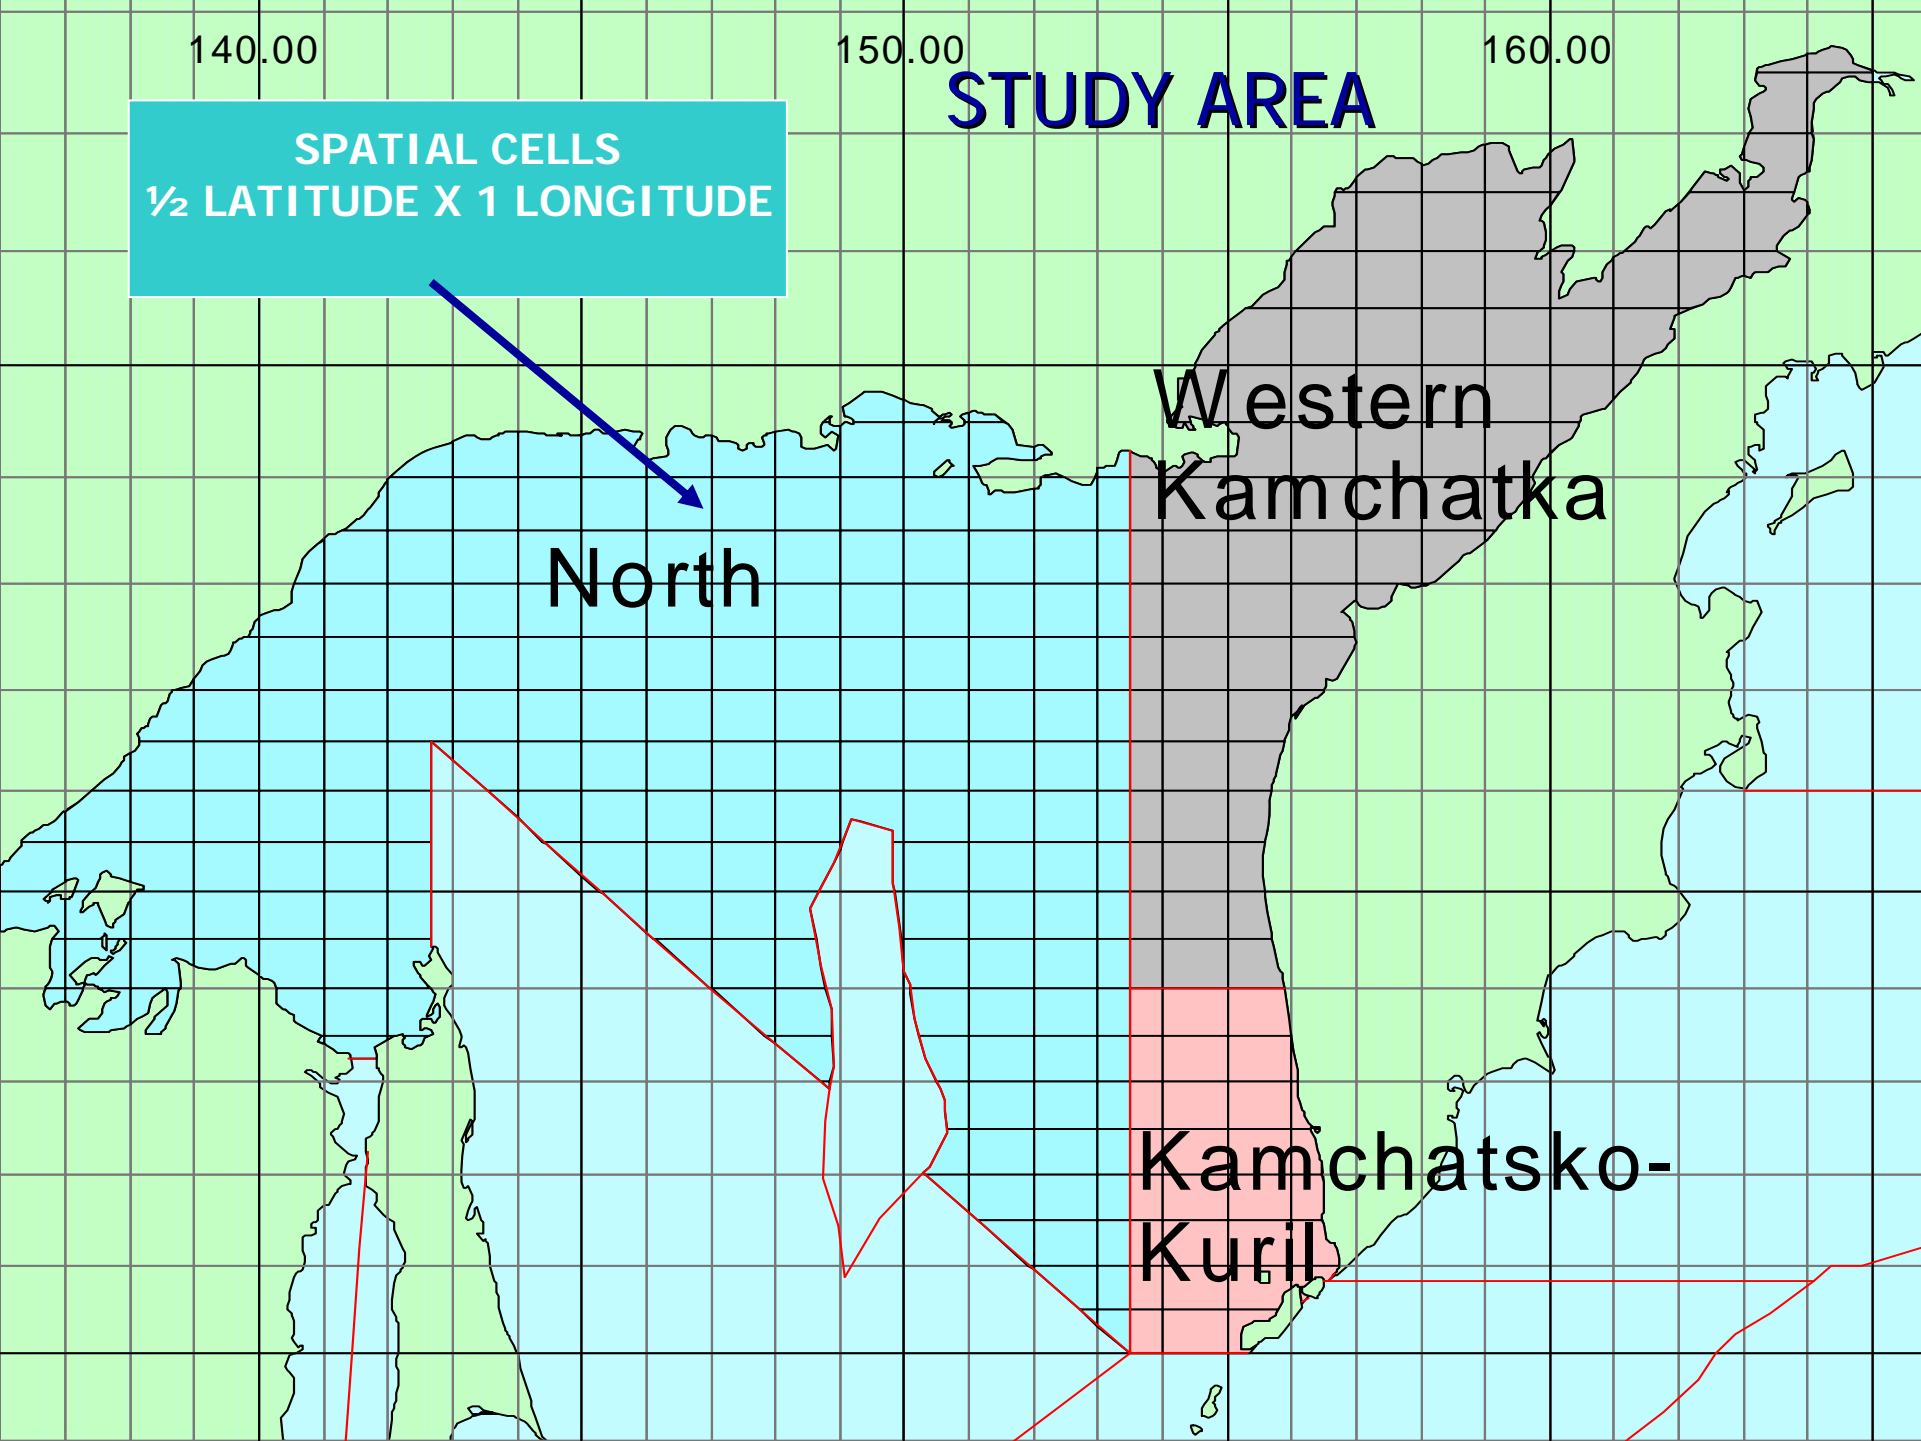 140.00 150.00 160.00
STUDY AREA
SPATIAL CELLS
½ LATITUDE X 1 LONGITUDE
Western
Kamchatka
North
Kamchatsko-
Kuril